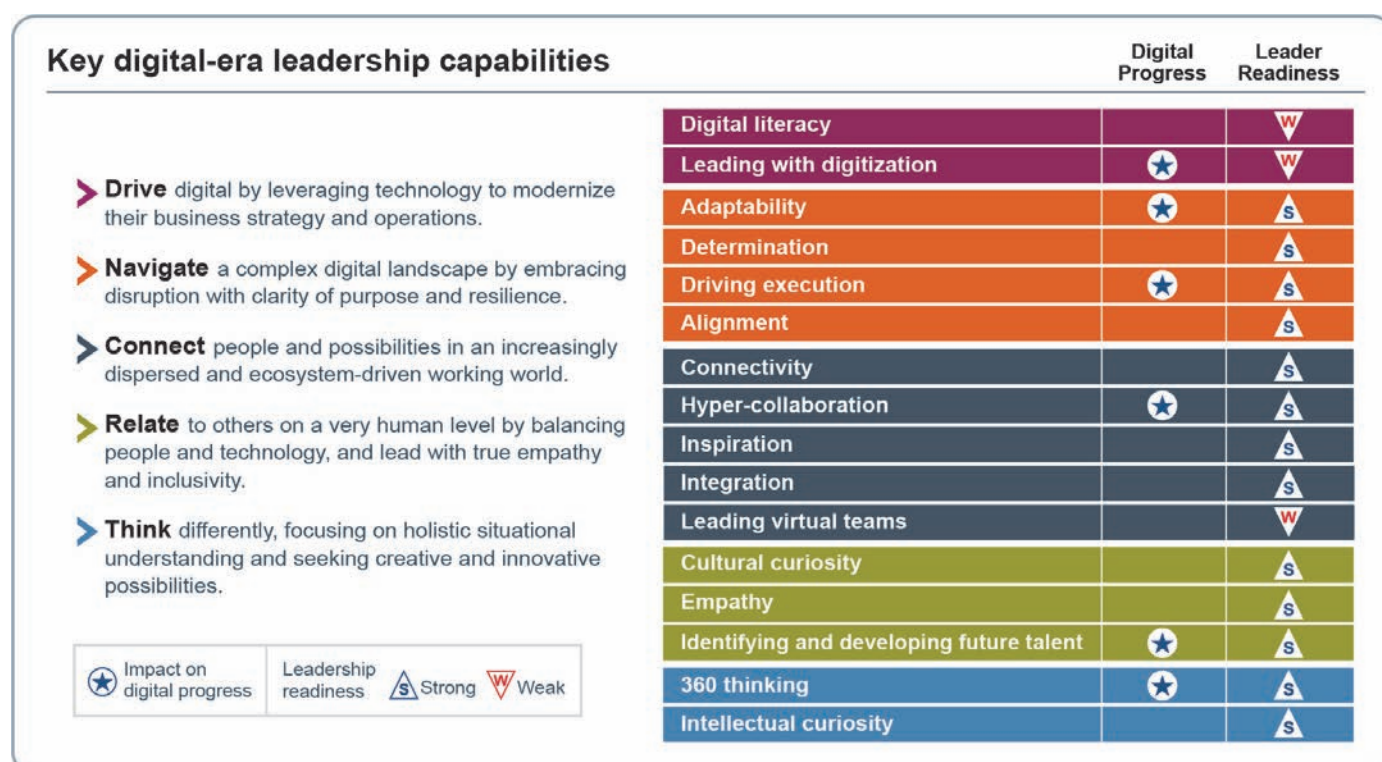 Key digital-era leadership capabilities
Digital
Progress
Leader
Readiness
Drive digital by leveraging technology to modernize
their business strategy and operations.
Navigate a complex digital landscape by embracing
disruption with clarity of purpose and resilience.
Connect people and possibilities in an increasingly
dispersed and ecosystem-driven working world.
Relate to others on a very human level by balancing
people and technology, and lead with true empathy
and inclusivity.
Think differently, focusing on holistic situational
understanding and seeking creative and innovative
possibilities.
Impact on
digital progress
Leadership
readiness
S Strong W Weak
Digital literacy W
Leading with digitization W
Adaptability S
Determination S
Driving execution S
Alignment S
Connectivity S
Hyper-collaboration S
Inspiration S
Integration S
Leading virtual teams W
Cultural curiosity S
Empathy S
Identifying and developing future talent S
360 thinking S
Intellectual curiosity S